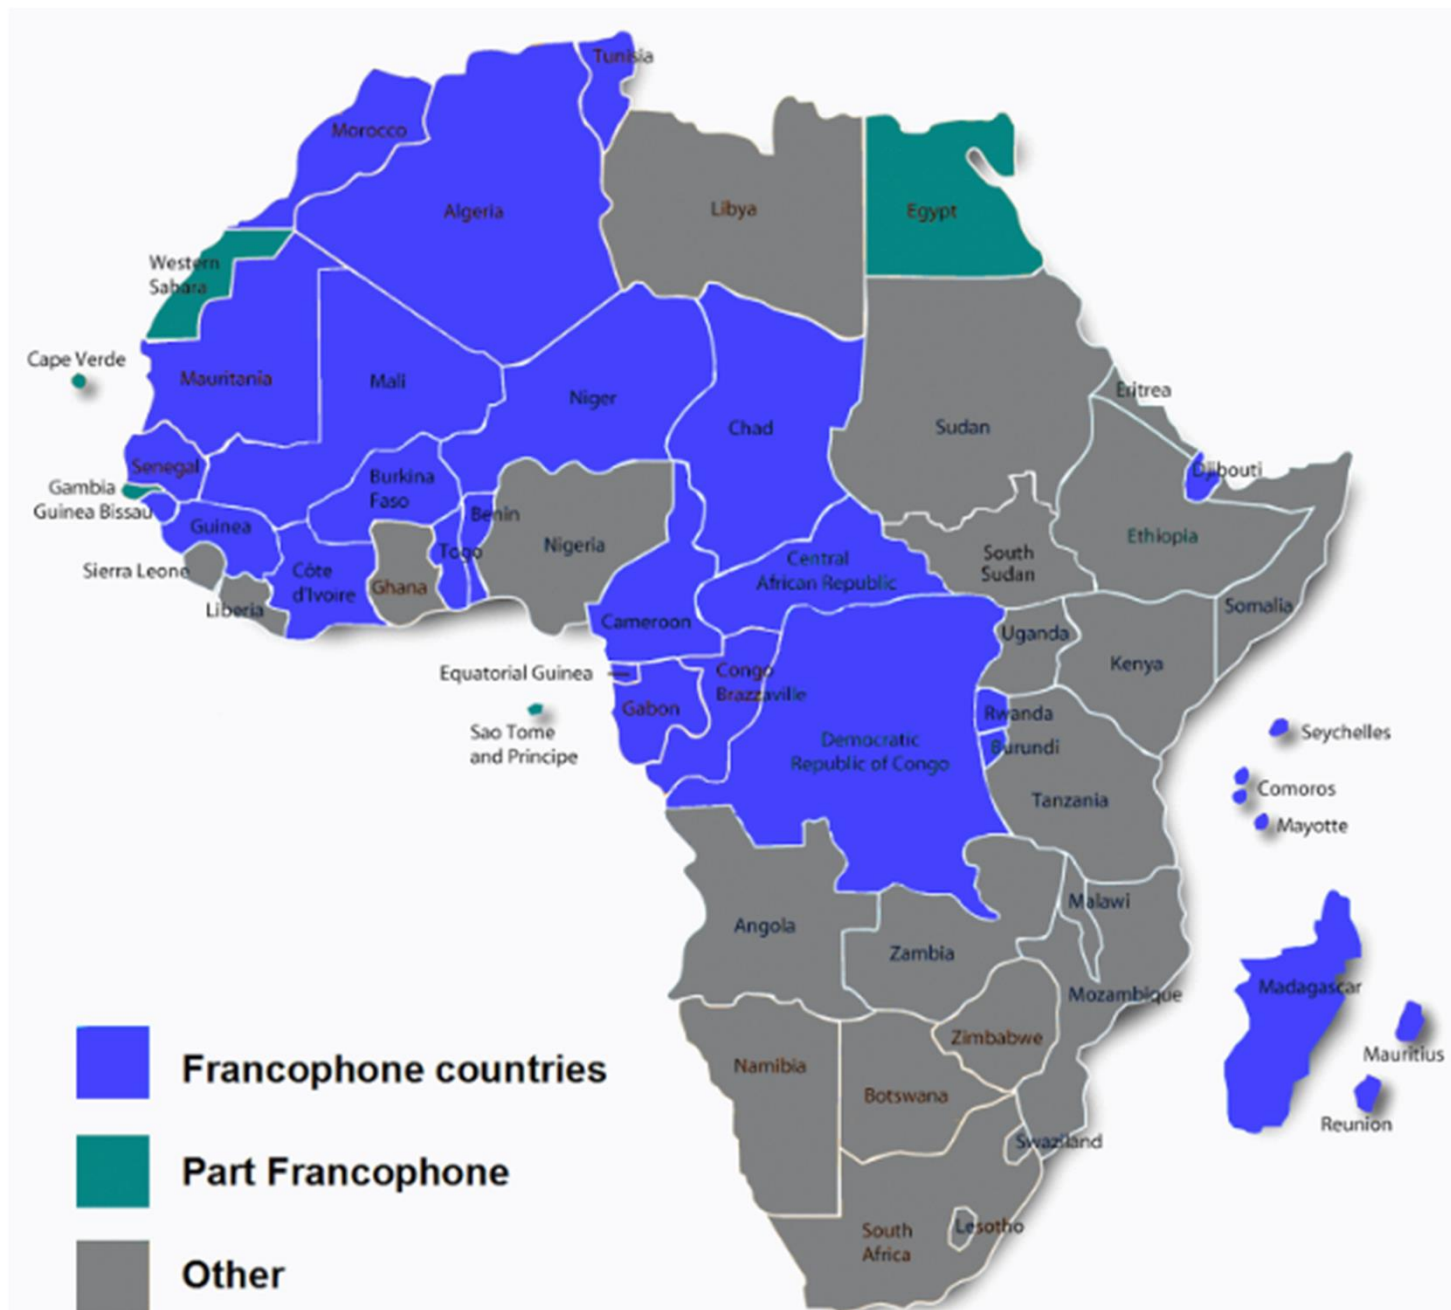 Tunisia
Morocco
Algeria
Libya
Egypt
Western
Sahara
Cape Verde
Mauritania
Mali
Niger
Chad
Sudan
Eritrea
Senegal
Djibouti
Gambia
Burkina
Faso
Guinea Bissau
Guinea
Benin
Nigeria
Ethiopia
Togo
South
Sudan
Central
African Republic
Sierra Leone
Côte
d'Ivoire
Ghana
Liberia
Somalia
Cameroon
Uganda
Kenya
Equatorial Guinea
Congo
Brazzaville
Gabon
Rwanda
Sao Tome
and Principe
Democratic
Republic of Congo
Burundi
Seychelles
Tanzania
Comoros
Mayotte
Malawi
Angola
Zambia
Mozambique
Madagascar
Zimbabwe
Mauritius
Namibia
Botswana
Reunion
Swaziland
South
Africa
Lesotho
Francophone countries
Part Francophone
Other